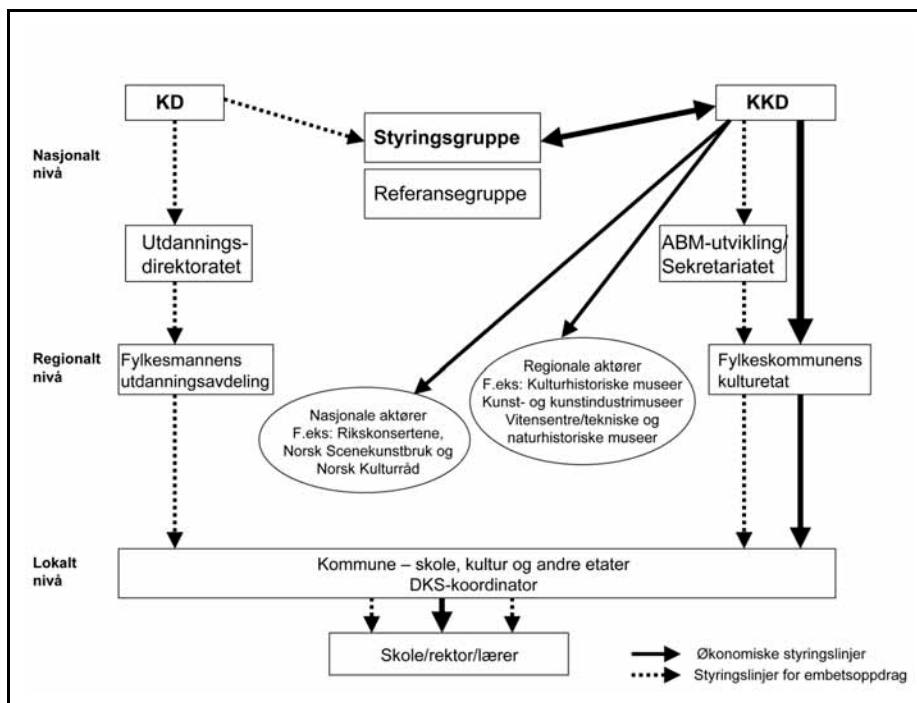 KD
KKD
Styringsgruppe
Nasjonalt
nivå
Referansegruppe
Utdannings-
direktoratet
ABM-utvikling/
Sekretariatet
Regionalt
nivå
Fylkesmannens
utdanningsavdeling
Regionale aktører
F.eks: Kulturhistoriske museer
Kunst- og kunstindustrimuseer
Vitensentre/tekniske og
naturhistoriske museer
Fylkeskommunens
kulturetat
Nasjonale aktører
F.eks: Rikskonsertene,
Norsk Scenekunstbruk og
Norsk Kulturråd
Lokalt
nivå
Kommune – skole, kultur og andre etater
DKS-koordinator
Skole/rektor/lærer
Økonomiske styringslinjer
Styringslinjer for embetsoppdrag